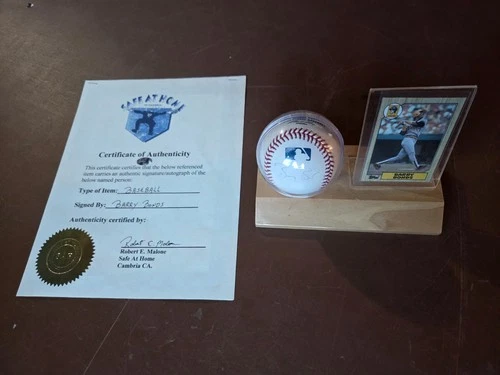 SAFE AT HOME
Certificate of Authenticity
This certificate certifies that the below referenced
item carries an authentic signature/autograph of the
below named person:
Type of Item: BASEBALL
Signed By: BARRY BONDS
Authenticity certified by:
Robert E. Malone
Safe At Home
Cambria CA.
Topps
BARRY
BONDS